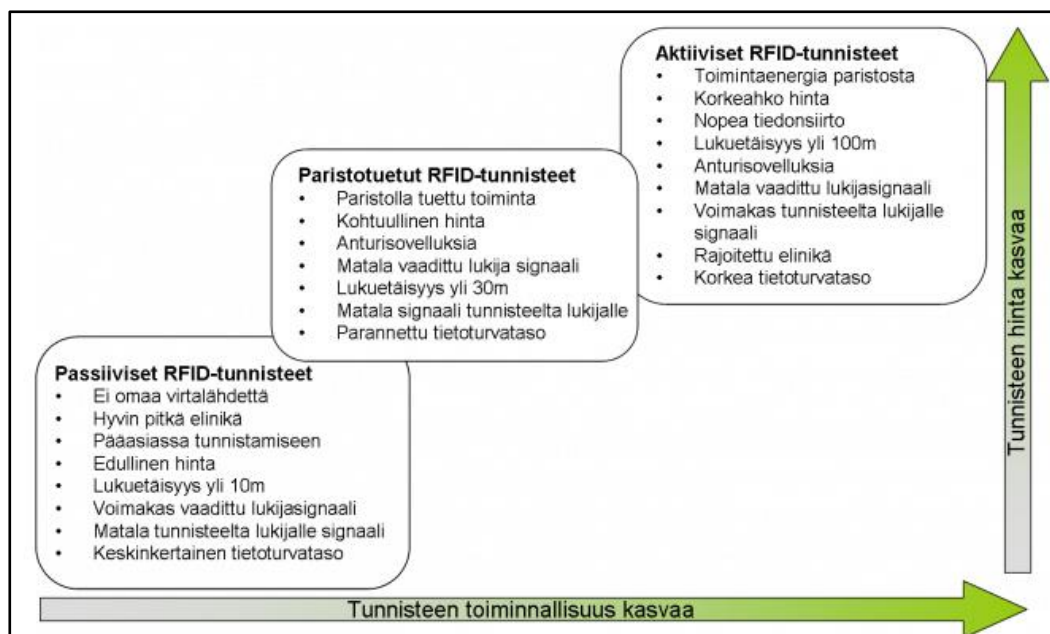 Aktiiviset RFID-tunnisteet
• Toimintaenergia paristosta
• Korkeahko hinta
• Nopea tiedonsiirto
• Lukuetäisyys yli 100m
• Anturisovelluksia
• Matala vaadittu lukijasignaali
• Voimakas tunnisteelta lukijalle
signaali
• Rajoitettu elinikä
• Korkea tietoturvataso
Paristotuetut RFID-tunnisteet
• Paristolla tuettu toiminta
• Kohtuullinen hinta
• Anturisovelluksia
• Matala vaadittu lukija signaali
• Lukuetäisyys yli 30m
• Matala signaali tunnisteelta lukijalle
• Parannettu tietoturvataso
Passiiviset RFID-tunnisteet
• Ei omaa virtalähdettä
• Hyvin pitkä elinikä
• Pääasiassa tunnistamiseen
• Edullinen hinta
• Lukuetäisyys yli 10m
• Voimakas vaadittu lukijasignaali
• Matala tunnisteelta lukijalle signaali
• Keskinkertainen tietoturvataso
Tunnisteen hinta kasvaa
Tunnisteen toiminnallisuus kasvaa